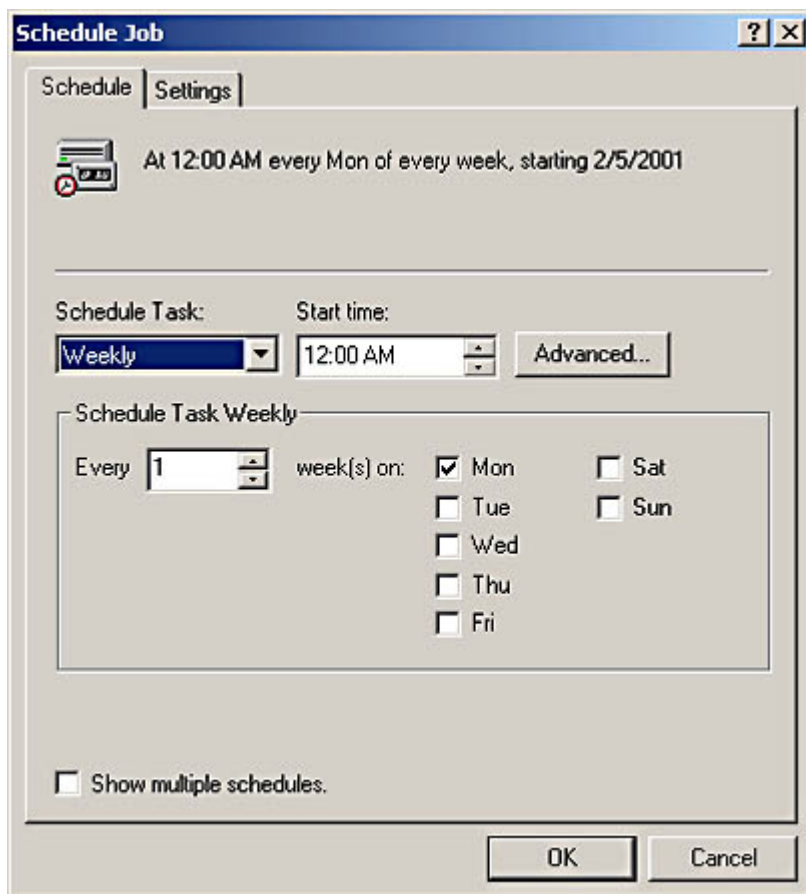 Schedule Job
Schedule Settings
At 12:00 AM every Mon of every week, starting 2/5/2001
Schedule Task: Start time:
Weekly 12:00 AM Advanced...
Schedule Task Weekly
Every 1 week(s) on: Mon Sat
Tue Sun
Wed
Thu
Fri
Show multiple schedules.
OK Cancel